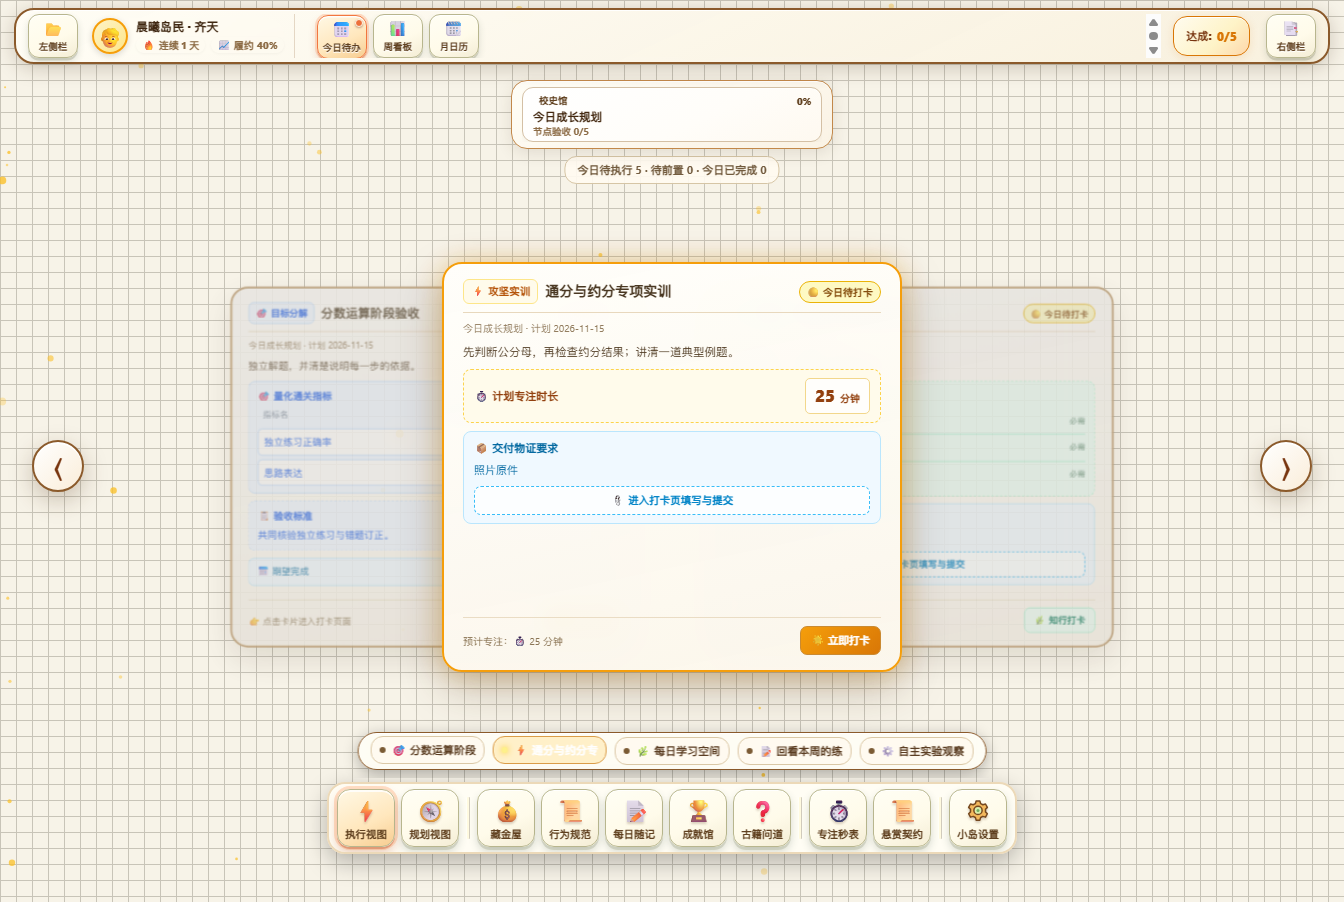 左侧栏
晨曦岛民 · 齐天
连续 1 天
履约 40%
今日待办
周看板
月日历
达成: 0/5
右侧栏
校史馆
0%
今日成长规划
节点验收 0/5
今日待执行 5 · 待前置 0 · 今日已完成 0
目标分解
分数运算阶段验收
今日成长规划 · 计划 2026-11-15
独立解题，并清楚说明每一步的依据。
量化通关指标
指标名
独立练习正确率
思路表达
验收标准
共同核验独立练习与错题订正。
期望完成
点击卡片进入打卡页面
攻坚实训
通分与约分专项实训
今日待打卡
今日成长规划 · 计划 2026-11-15
先判断公分母，再检查约分结果；讲清一道典型例题。
计划专注时长
25 分钟
交付物证要求
照片原件
进入打卡页填写与提交
预计专注：
25 分钟
立即打卡
今日待打卡
必需
必需
必需
卡页填写与提交
知行打卡
⟨
⟩
分数运算阶段
通分与约分专
每日学习空间
回看本周的练
自主实验观察
执行视图
规划视图
藏金屋
行为规范
每日随记
成就馆
古籍问道
专注秒表
悬赏契约
小岛设置